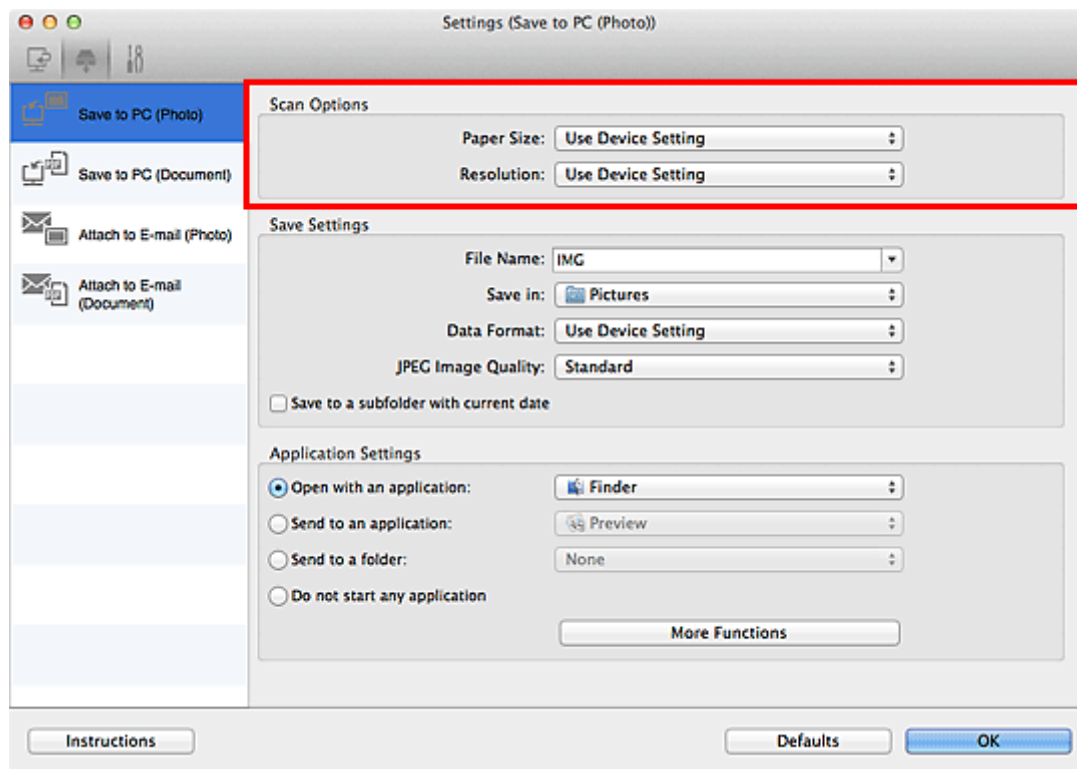 Settings (Save to PC (Photo))
Save to PC (Photo)
Save to PC (Document)
Attach to E-mail (Photo)
Attach to E-mail
(Document)
Scan Options
Paper Size: Use Device Setting
Resolution: Use Device Setting
Save Settings
File Name: IMG
Save in: Pictures
Data Format: Use Device Setting
JPEG Image Quality: Standard
Save to a subfolder with current date
Application Settings
Open with an application: Finder
Send to an application: Preview
Send to a folder: None
Do not start any application
More Functions
Instructions Defaults OK